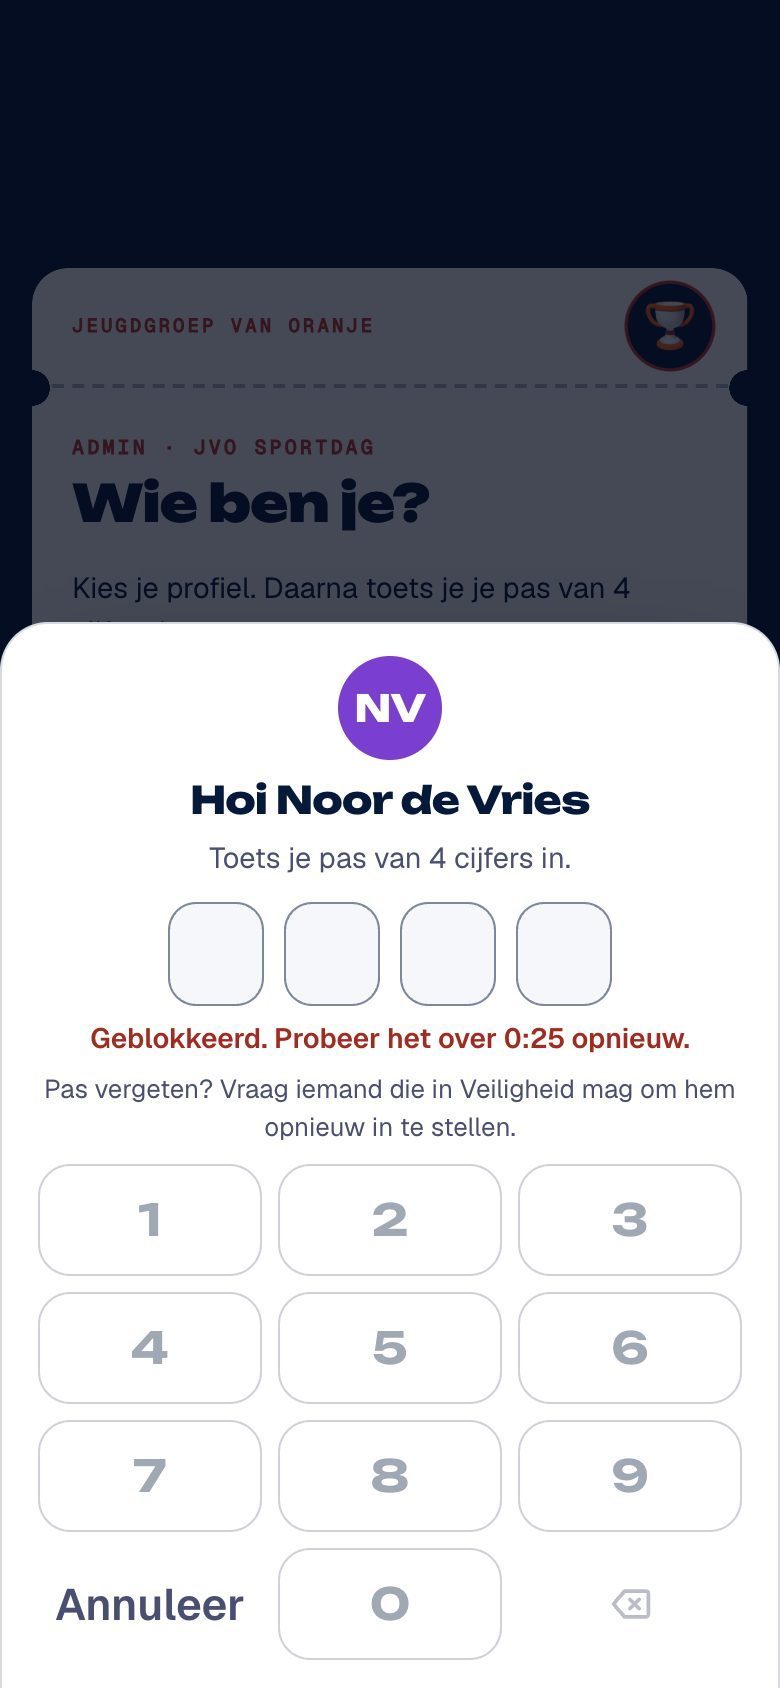 JEUGDGROEP VAN ORANJE
ADMIN · JVO SPORTDAG
Wie ben je?
Kies je profiel. Daarna toets je je pas van 4
NV
Hoi Noor de Vries
Toets je pas van 4 cijfers in.
Geblokkeerd. Probeer het over 0:25 opnieuw.
Pas vergeten? Vraag iemand die in Veiligheid mag om hem
opnieuw in te stellen.
1 2 3
4 5 6
7 8 9
Annuleer 0